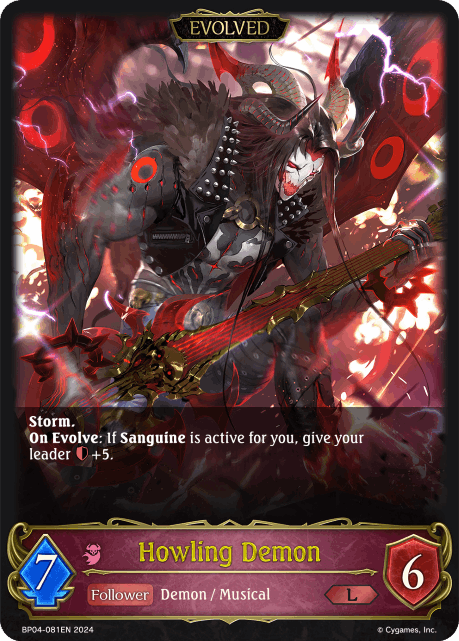 EVOLVED
Storm.
On Evolve: If Sanguine is active for you, give your
leader +5.
Howling Demon
7
Follower Demon / Musical L
6
BP04-081EN 2024 © Cygames, Inc.